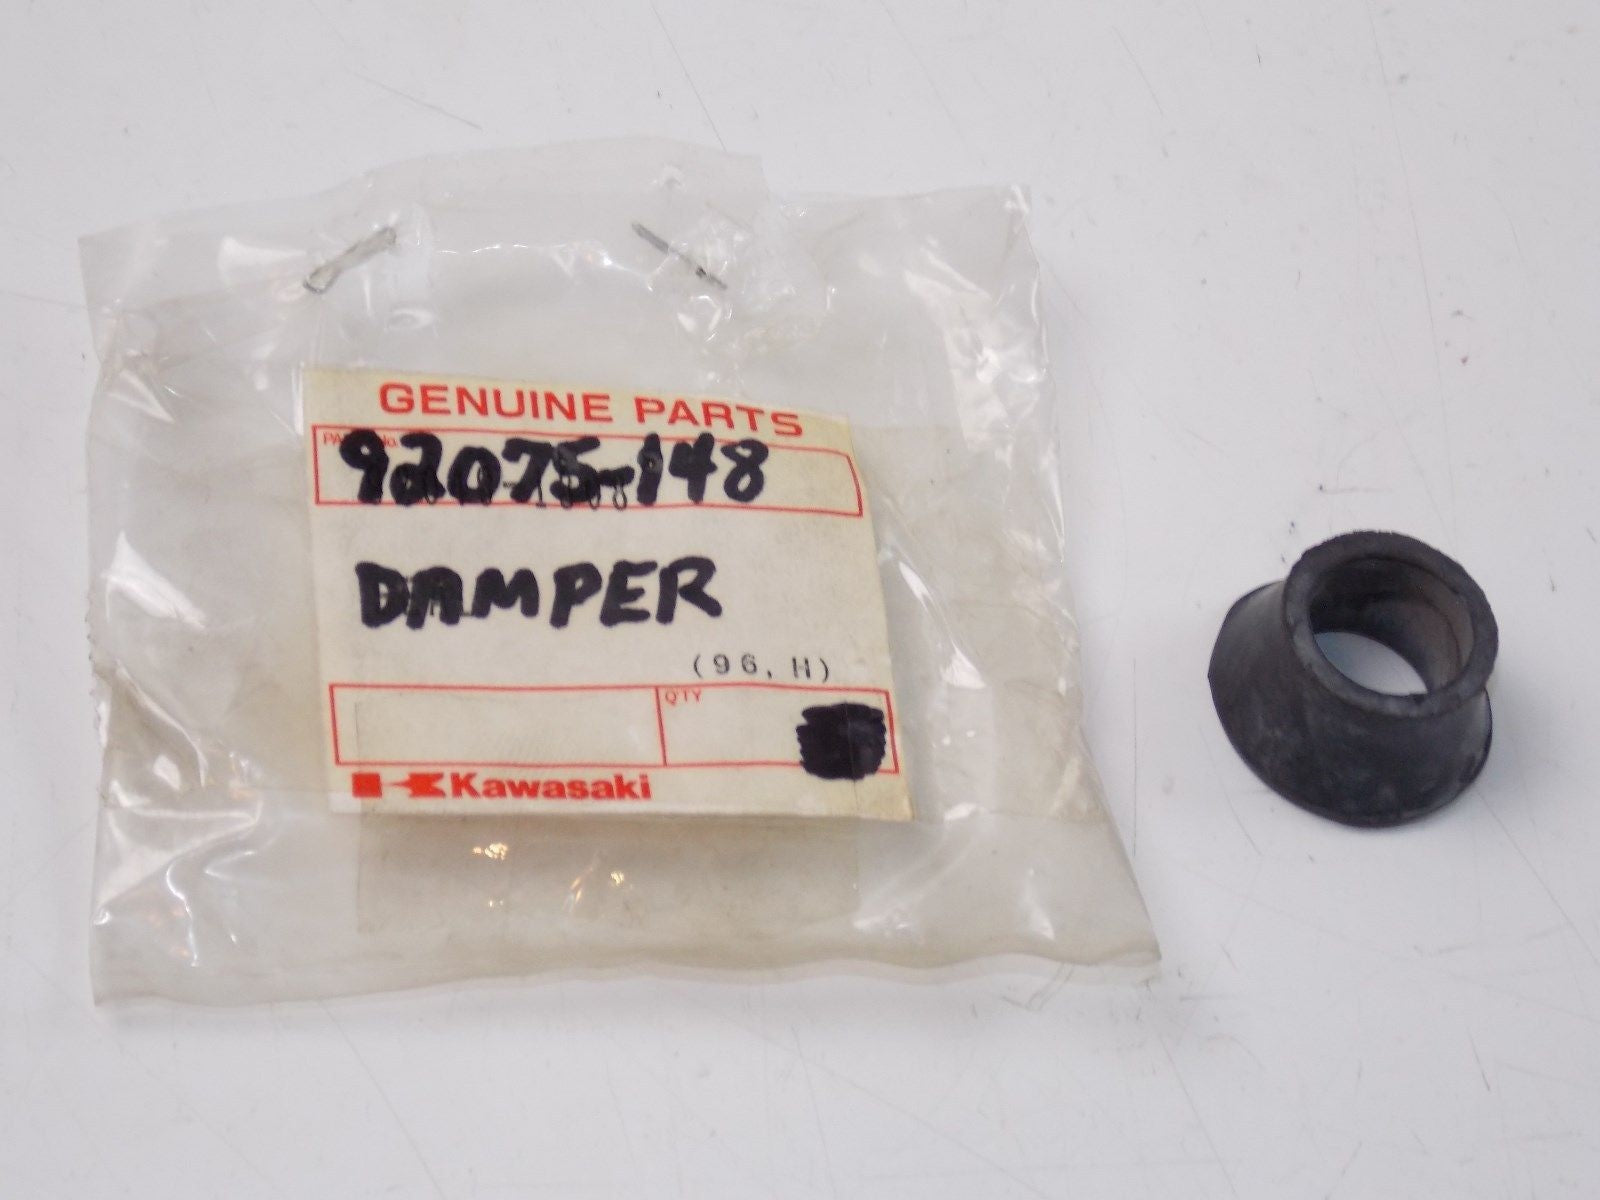 GENUINE PARTS
92075-148
DAMPER
(96, H)
QTY
Kawasaki